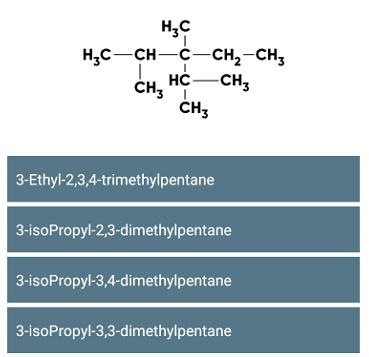 H₃C
H₃C—CH—C—CH₂—CH₃
CH₃ HC—CH₃
CH₃
3-Ethyl-2,3,4-trimethylpentane
3-isoPropyl-2,3-dimethylpentane
3-isoPropyl-3,4-dimethylpentane
3-isoPropyl-3,3-dimethylpentane